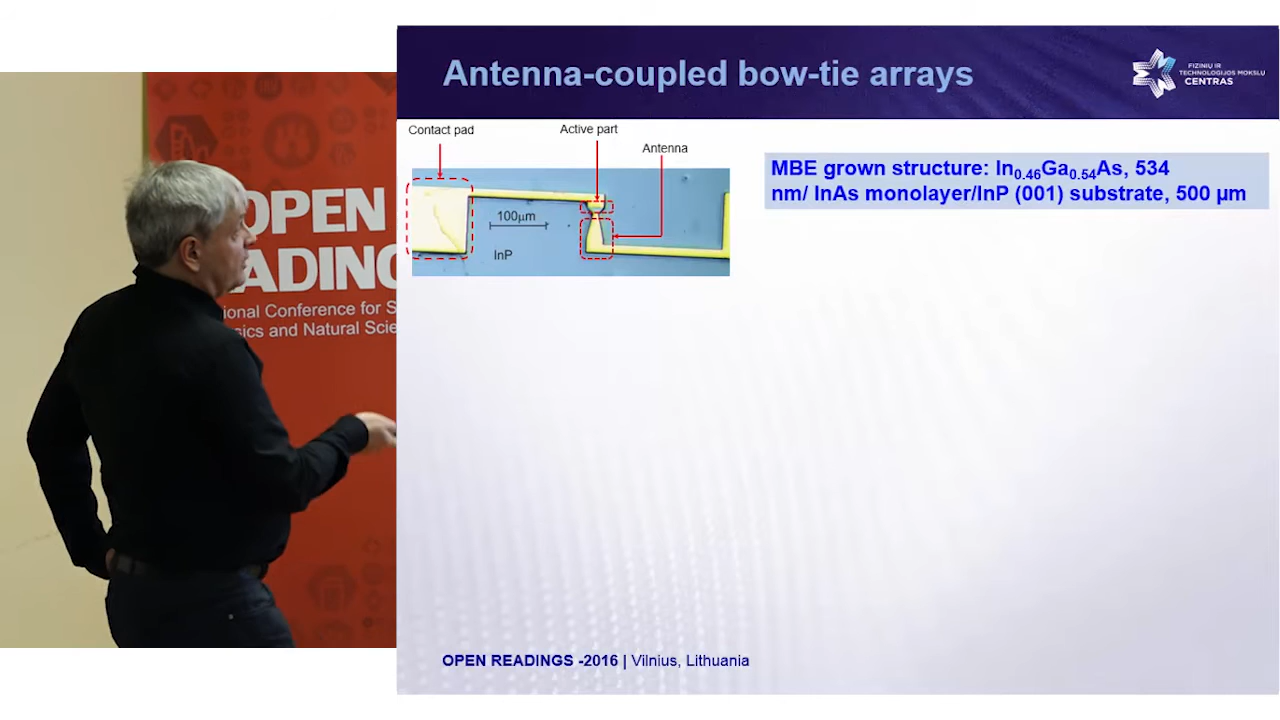 Antenna-coupled bow-tie arrays
FIZINIŲ IR
TECHNOLOGIJOS MOKSLŲ
CENTRAS
Contact pad
Active part
Antenna
100μm
InP
MBE grown structure: In0.46Ga0.54As, 534
nm/ InAs monolayer/InP (001) substrate, 500 μm
OPEN
EADING
ional Conference for S
sics and Natural Scie
OPEN READINGS -2016 | Vilnius, Lithuania